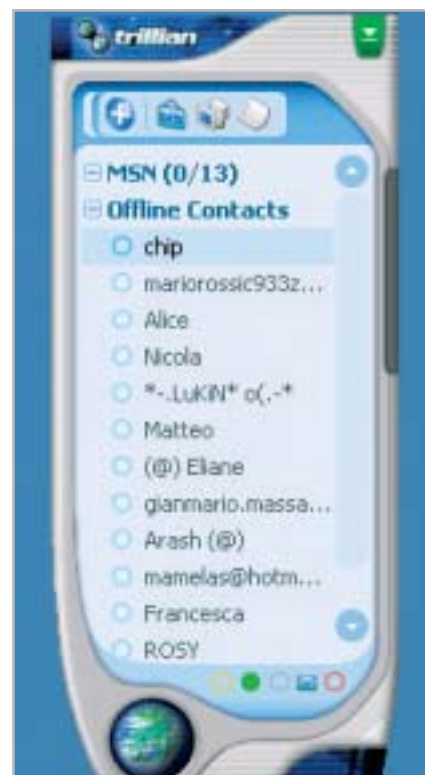 trillian
MSN (0/13)
Offline Contacts
chip
mariorossic933z...
Alice
Nicola
*-.LuKiN* o(.-*
Matteo
(@) Eliane
gianmario.massa...
Arash (@)
mamelas@hotm...
Francesca
ROSY